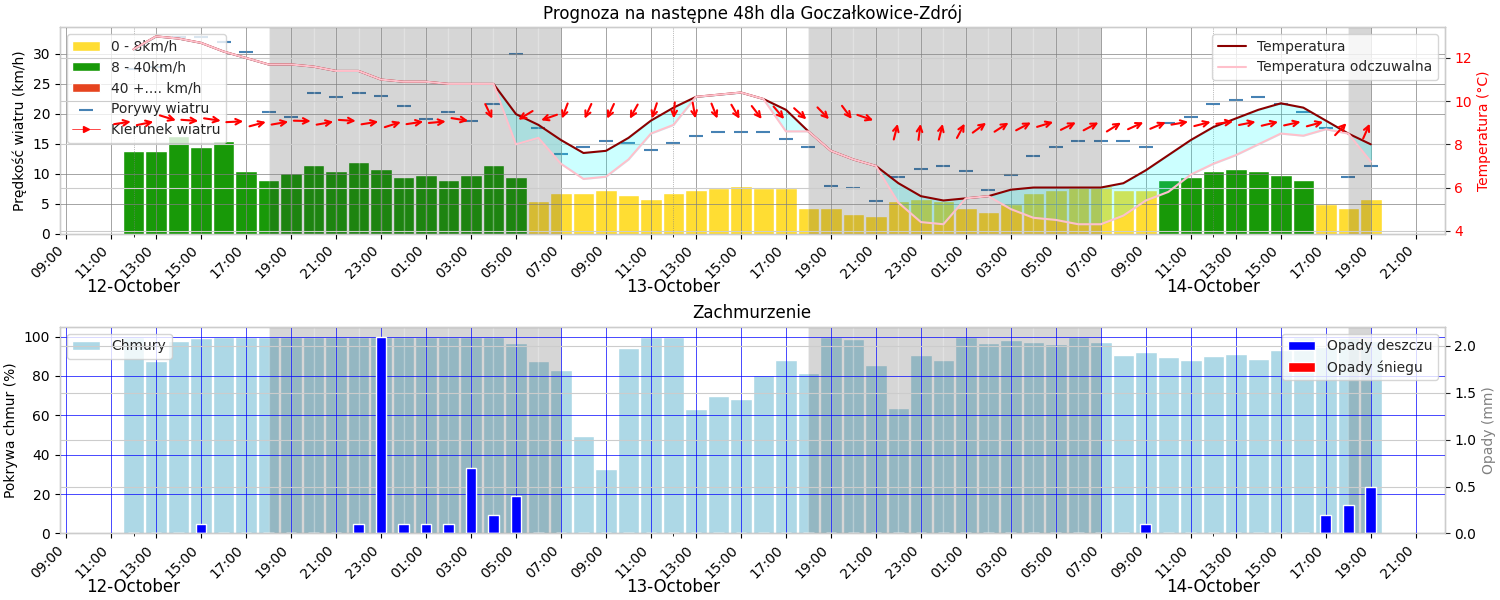 Prognoza na następne 48h dla Goczałkowice-Zdrój
Prędkość wiatru (km/h)
30
25
20
15
10
5
0
0 - 8km/h
8 - 40km/h
40 +.... km/h
Porywy wiatru
Kierunek wiatru
Temperatura
Temperatura odczuwalna
12
10
8
6
4
Temperatura (°C)
09:00 11:00 13:00 15:00 17:00 19:00 21:00 23:00 01:00 03:00 05:00 07:00 09:00 11:00 13:00 15:00 17:00 19:00 21:00 23:00 01:00 03:00 05:00 07:00 09:00 11:00 13:00 15:00 17:00 19:00 21:00
12-October 13-October 14-October
Zachmurzenie
Pokrywa chmur (%)
100
80
60
40
20
0
Chmury
Opady deszczu
Opady śniegu
2.0
1.5
1.0
0.5
0.0
Opady (mm)
09:00 11:00 13:00 15:00 17:00 19:00 21:00 23:00 01:00 03:00 05:00 07:00 09:00 11:00 13:00 15:00 17:00 19:00 21:00 23:00 01:00 03:00 05:00 07:00 09:00 11:00 13:00 15:00 17:00 19:00 21:00
12-October 13-October 14-October